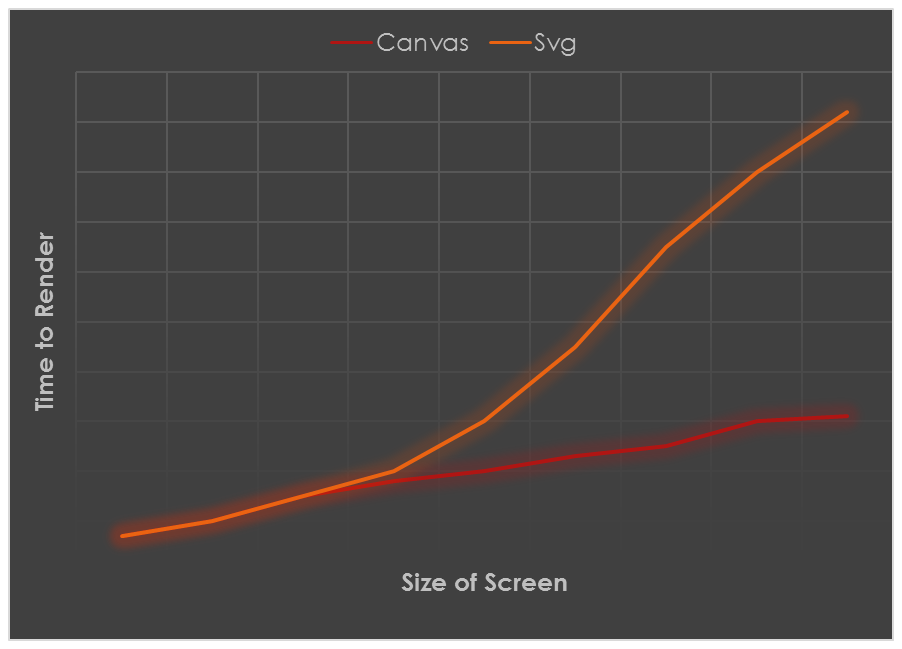 Canvas Svg
Time to Render
Size of Screen